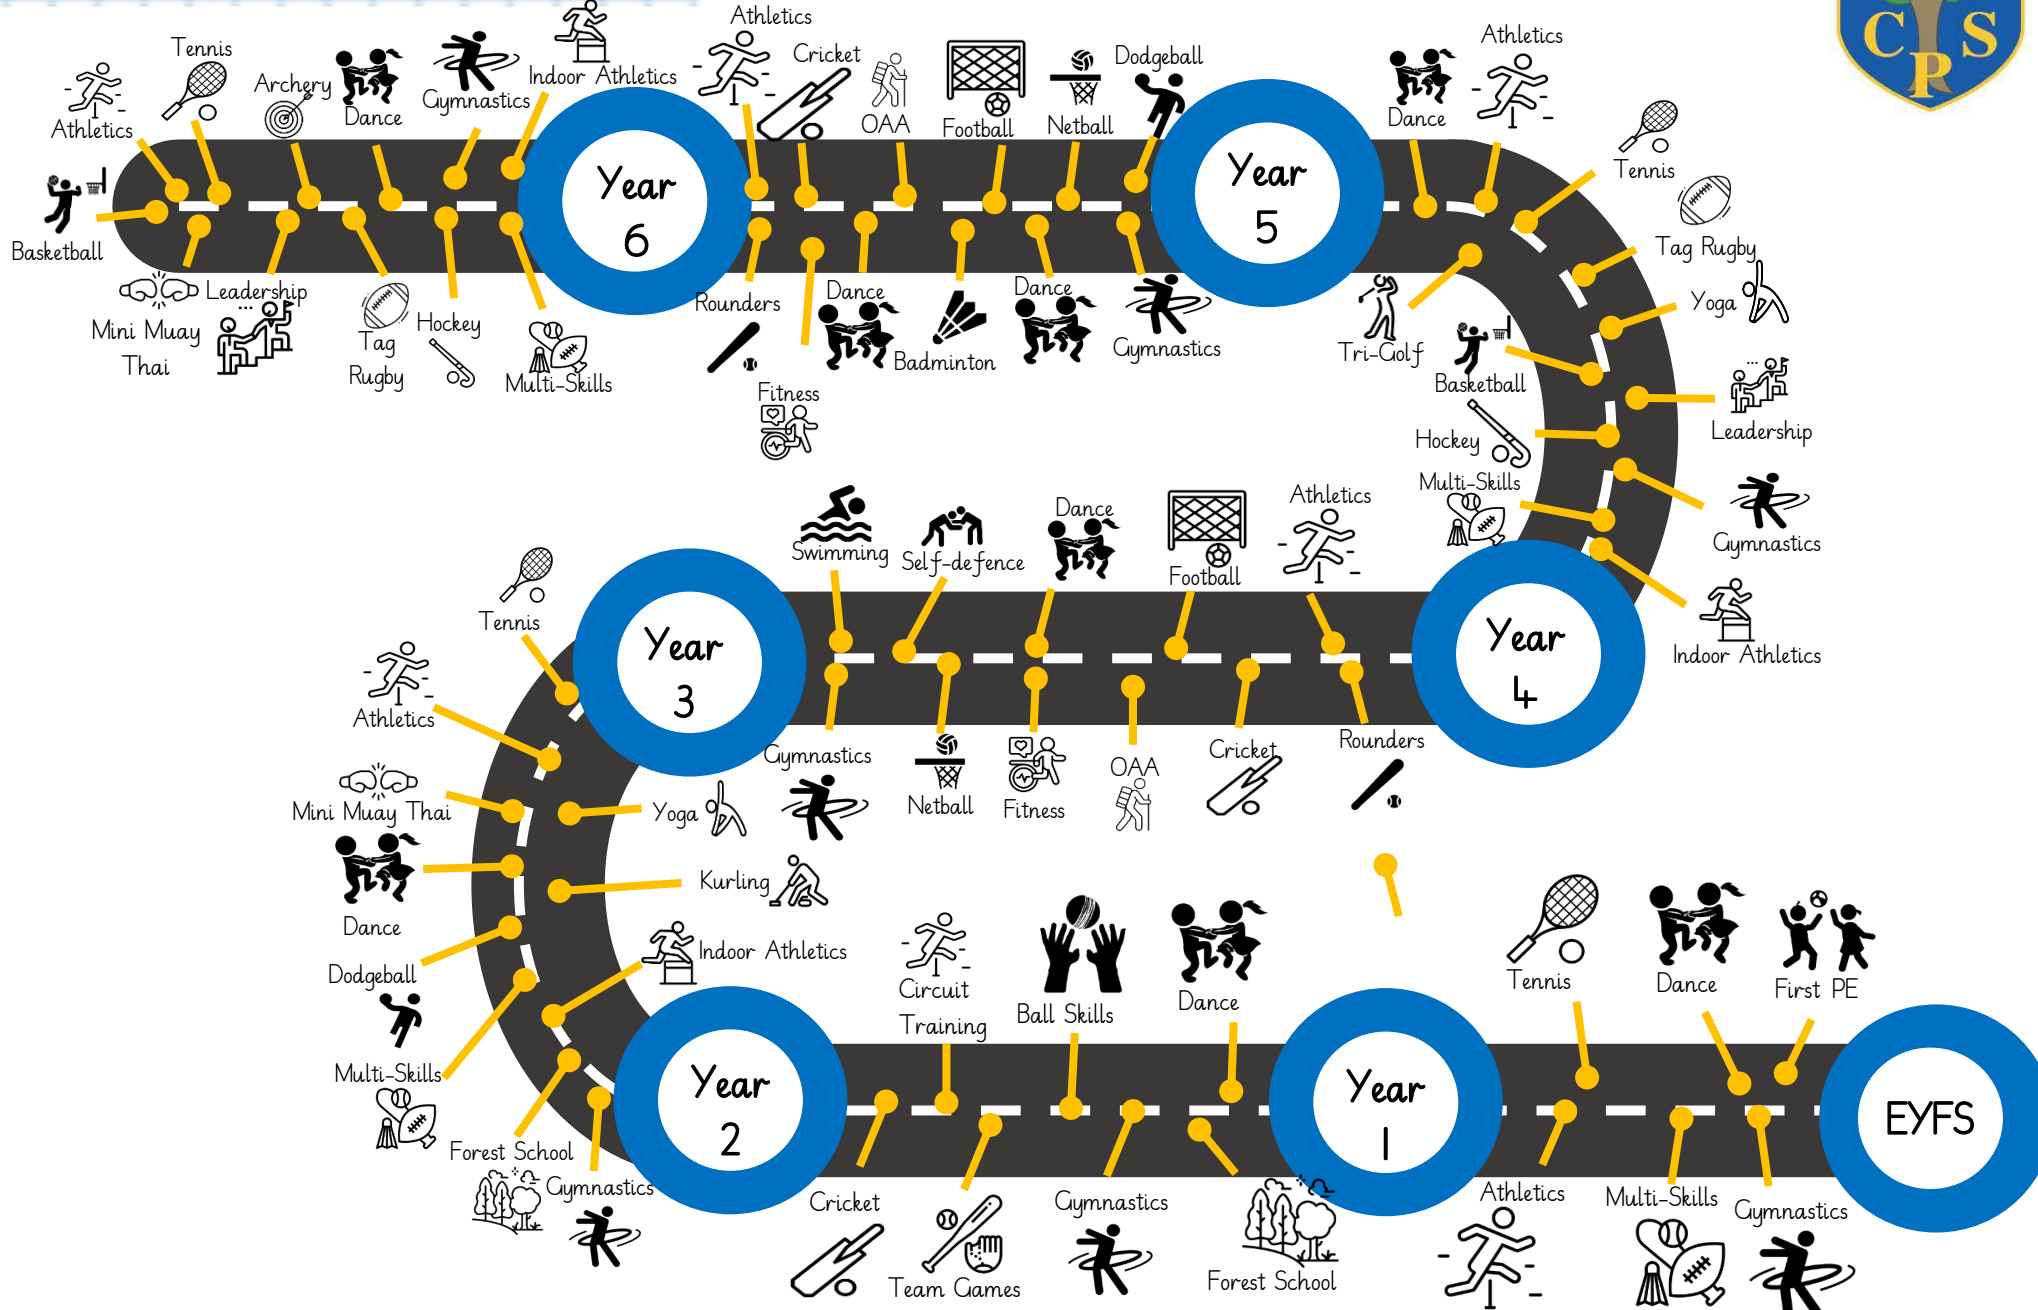 C S
P
Athletics
Tennis
Archery
Dance
Gymnastics
Indoor Athletics
Athletics
Cricket
OAA
Football
Netball
Dodgeball
Dance
Athletics
Tennis
Tag Rugby
Yoga
Leadership
Gymnastics
Indoor Athletics
Basketball
Mini Muay
Thai
Leadership
Tag
Rugby
Hockey
Multi-Skills
Year
6
Rounders
Fitness
Dance
Badminton
Dance
Gymnastics
Year
5
Tri-Golf
Basketball
Hockey
Multi-Skills
Swimming
Self-defence
Dance
Football
Athletics
Year
4
Tennis
Athletics
Mini Muay Thai
Dance
Dodgeball
Multi-Skills
Forest School
Gymnastics
Year
3
Gymnastics
Netball
Fitness
OAA
Cricket
Rounders
Yoga
Kurling
Indoor Athletics
Circuit
Training
Ball Skills
Dance
Year
2
Cricket
Team Games
Gymnastics
Forest School
Year
1
Tennis
Dance
First PE
Athletics
Multi-Skills
Gymnastics
EYFS